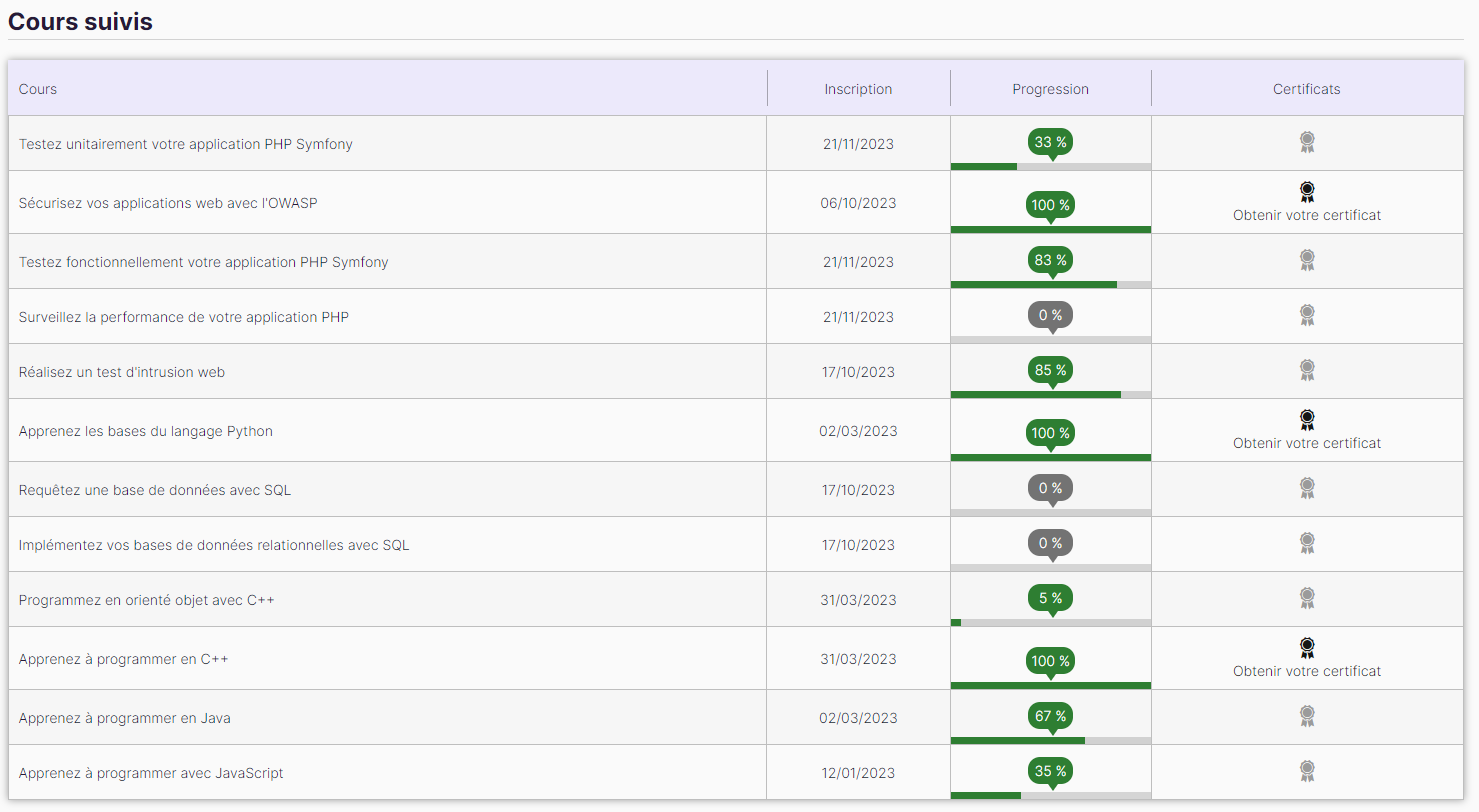 Cours suivis
Cours Inscription Progression Certificats
Testez unitairement votre application PHP Symfony 21/11/2023 33 %
Sécurisez vos applications web avec l'OWASP 06/10/2023 100 % Obtenir votre certificat
Testez fonctionnellement votre application PHP Symfony 21/11/2023 83 %
Surveillez la performance de votre application PHP 21/11/2023 0 %
Réalisez un test d'intrusion web 17/10/2023 85 %
Apprenez les bases du langage Python 02/03/2023 100 % Obtenir votre certificat
Requêtez une base de données avec SQL 17/10/2023 0 %
Implémentez vos bases de données relationnelles avec SQL 17/10/2023 0 %
Programmez en orienté objet avec C++ 31/03/2023 5 %
Apprenez à programmer en C++ 31/03/2023 100 % Obtenir votre certificat
Apprenez à programmer en Java 02/03/2023 67 %
Apprenez à programmer avec JavaScript 12/01/2023 35 %